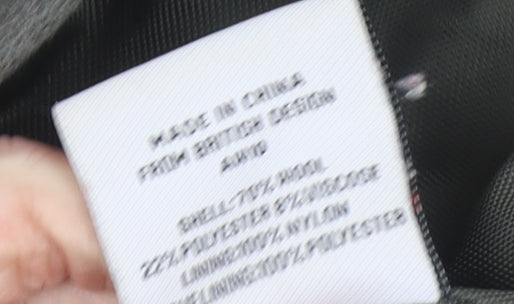 MADE IN CHINA
FROM BRITISH DESIGN
AW19
SHELL:70% WOOL
22%POLYESTER 8%VISCOSE
LINING:100% NYLON
LINING:100%POLYESTER